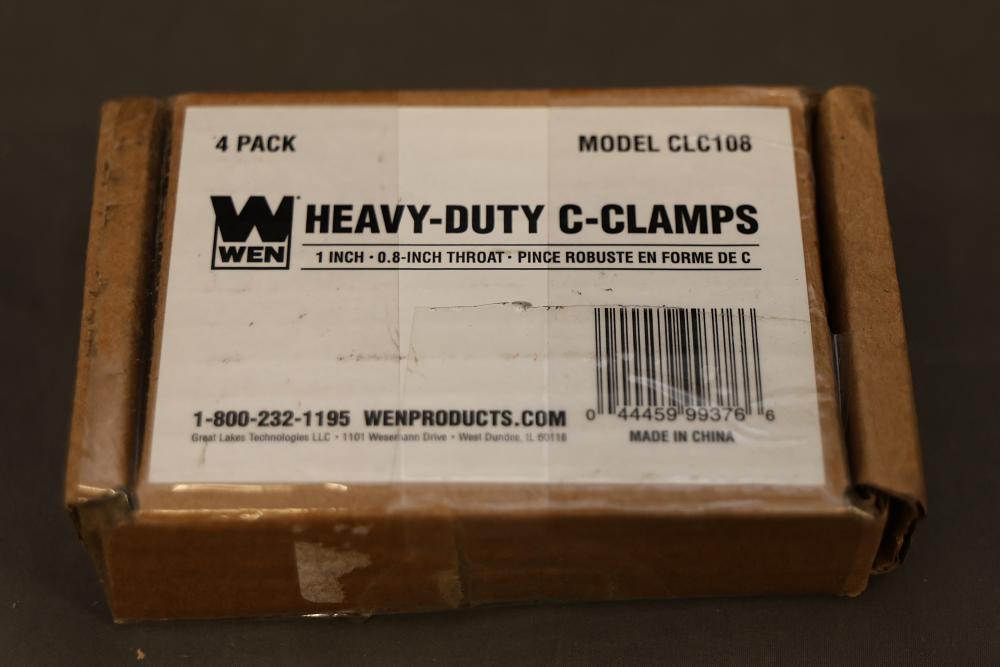 4 PACK
MODEL CLC108
WEN
HEAVY-DUTY C-CLAMPS
1 INCH · 0.8-INCH THROAT · PINCE ROBUSTE EN FORME DE C
0 44459 99376 6
1-800-232-1195 WENPRODUCTS.COM
Great Lakes Technologies LLC · 1101 Wesemann Drive · West Dundee, IL 60118
MADE IN CHINA